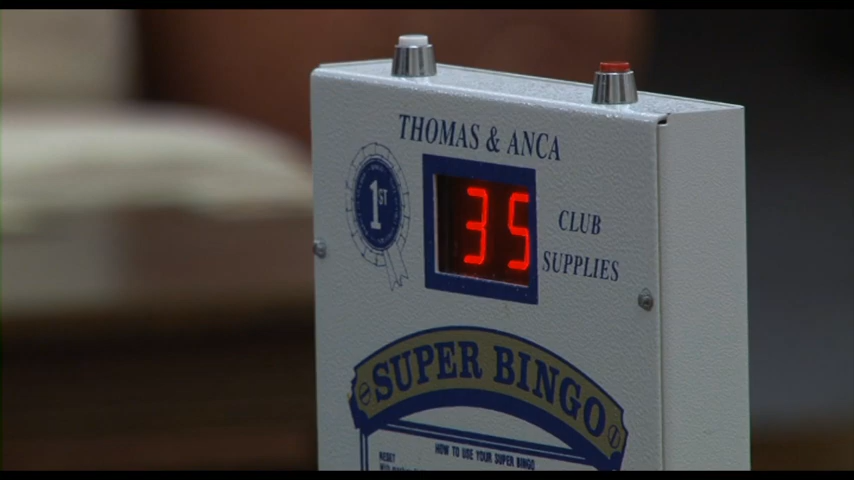 THOMAS & ANCA
1ST
35
CLUB
SUPPLIES
SUPER BINGO
HOW TO USE YOUR SUPER BINGO
RESET